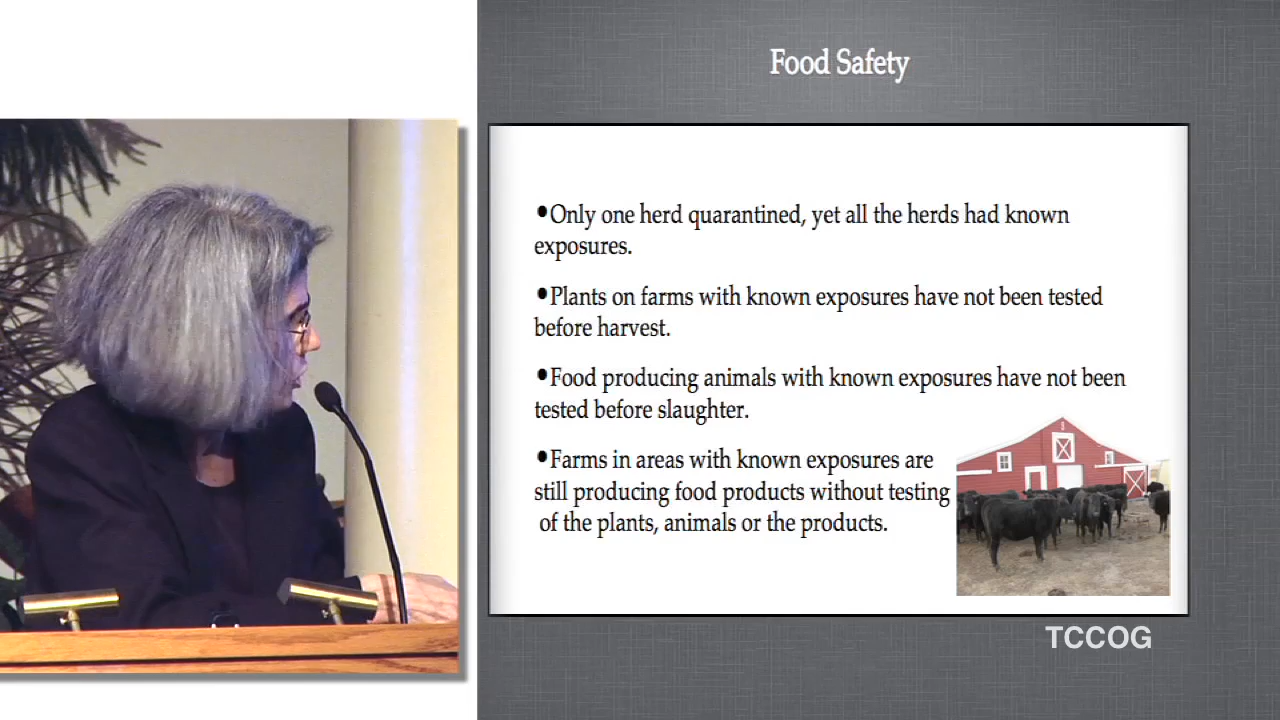 Food Safety
•Only one herd quarantined, yet all the herds had known
exposures.
•Plants on farms with known exposures have not been tested
before harvest.
•Food producing animals with known exposures have not been
tested before slaughter.
•Farms in areas with known exposures are
still producing food products without testing
of the plants, animals or the products.
TCCOG